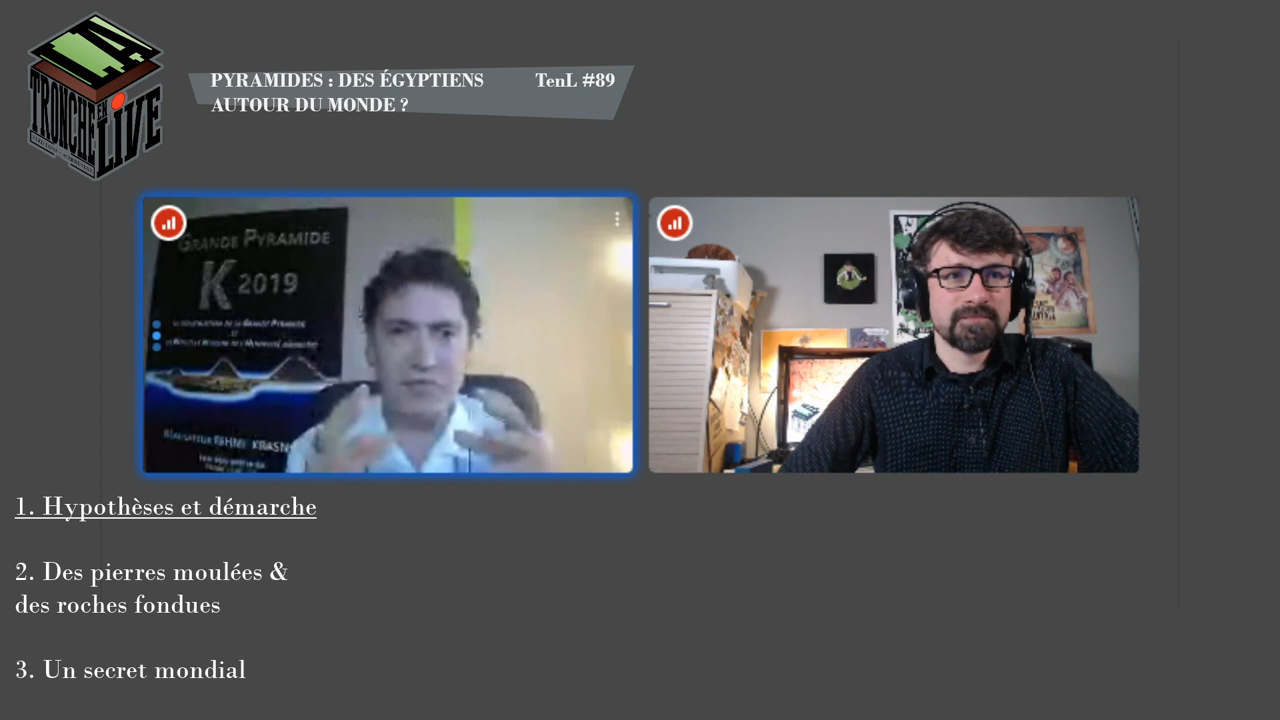 TRONCHE
EN
LIVE
PYRAMIDES : DES ÉGYPTIENS
AUTOUR DU MONDE ?
TenL #89
GRANDE PYRAMIDE
K 2019
1. Hypothèses et démarche
2. Des pierres moulées &
des roches fondues
3. Un secret mondial